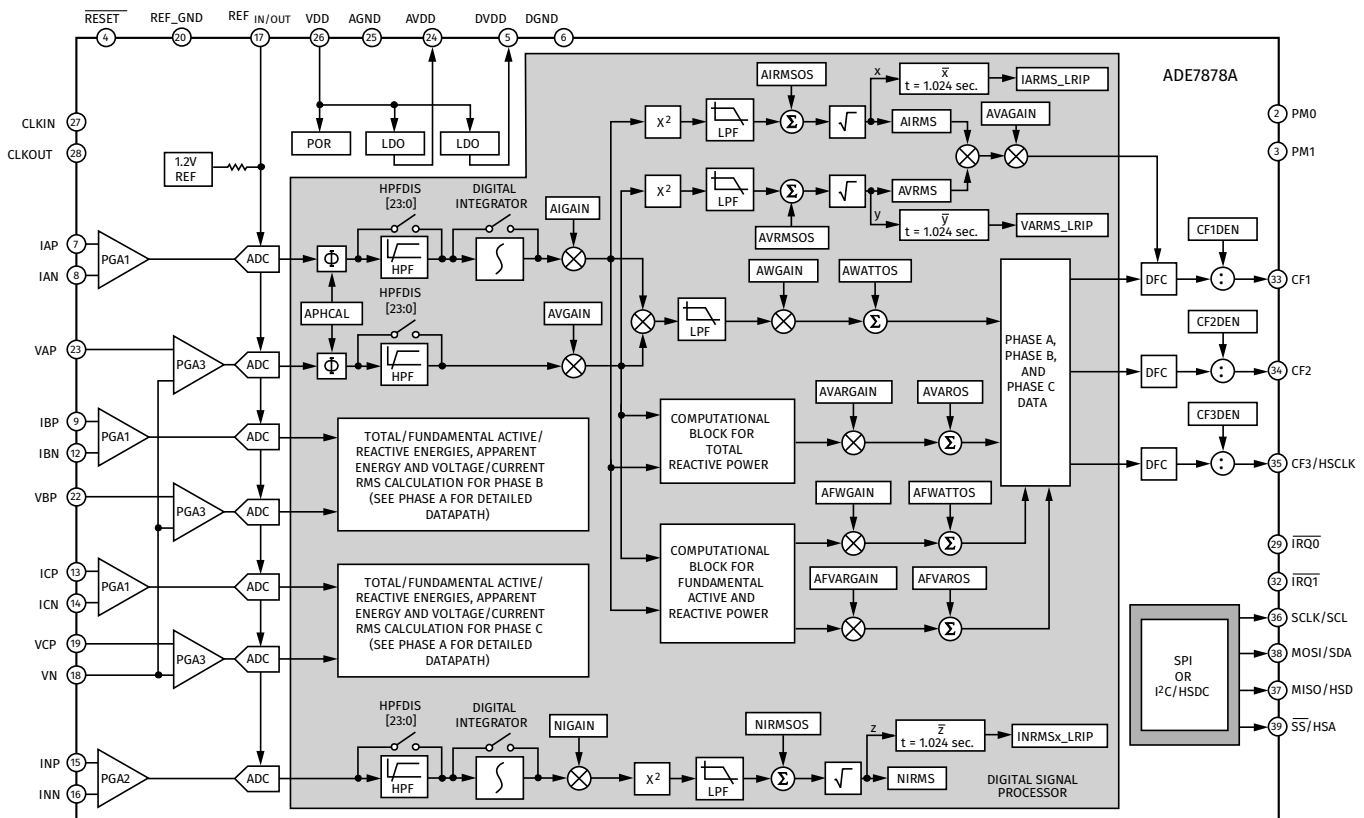 RESET
REF_GND
REF IN/OUT
VDD
AGND
AVDD
DVDD
DGND
4
20
17
26
25
24
5
6
ADE7878A
CLKIN 27
CLKOUT 28
POR
LDO
LDO
1.2V
REF
AIRMSOS
x
x̅
t = 1.024 sec.
IARMS_LRIP
X²
LPF
Σ
√
AIRMS
AVAGAIN
2 PM0
3 PM1
HPFDIS
[23:0]
DIGITAL
INTEGRATOR
AIGAIN
X²
LPF
Σ
√
AVRMS
AVRMSOS
y
y̅
t = 1.024 sec.
VARMS_LRIP
IAP 7
IAN 8
PGA1
ADC
Φ
HPF
∫
CF1DEN
DFC
:
33 CF1
APHCAL
HPFDIS
[23:0]
AVGAIN
AWGAIN
AWATTOS
LPF
Σ
PHASE A,
PHASE B,
AND
PHASE C
DATA
VAP 23
PGA3
ADC
Φ
HPF
CF2DEN
DFC
:
34 CF2
IBP 9
IBN 12
PGA1
ADC
TOTAL/FUNDAMENTAL ACTIVE/
REACTIVE ENERGIES, APPARENT
ENERGY AND VOLTAGE/CURRENT
RMS CALCULATION FOR PHASE B
(SEE PHASE A FOR DETAILED
DATAPATH)
COMPUTATIONAL
BLOCK FOR
TOTAL
REACTIVE POWER
AVARGAIN
AVAROS
Σ
CF3DEN
DFC
:
35 CF3/HSCLK
VBP 22
PGA3
ADC
AFWGAIN
AFWATTOS
Σ
COMPUTATIONAL
BLOCK FOR
FUNDAMENTAL
ACTIVE AND
REACTIVE POWER
AFVARGAIN
AFVAROS
Σ
29 IRQ0
32 IRQ1
ICP 13
ICN 14
PGA1
ADC
TOTAL/FUNDAMENTAL ACTIVE/
REACTIVE ENERGIES, APPARENT
ENERGY AND VOLTAGE/CURRENT
RMS CALCULATION FOR PHASE C
(SEE PHASE A FOR DETAILED
DATAPATH)
VCP 19
VN 18
PGA3
ADC
SPI
OR
I²C/HSDC
36 SCLK/SCL
38 MOSI/SDA
37 MISO/HSD
39 SS/HSA
HPFDIS
[23:0]
DIGITAL
INTEGRATOR
NIGAIN
NIRMSOS
z
z̅
t = 1.024 sec.
INRMSx_LRIP
INP 15
INN 16
PGA2
ADC
HPF
∫
X²
LPF
Σ
√
NIRMS
DIGITAL SIGNAL
PROCESSOR